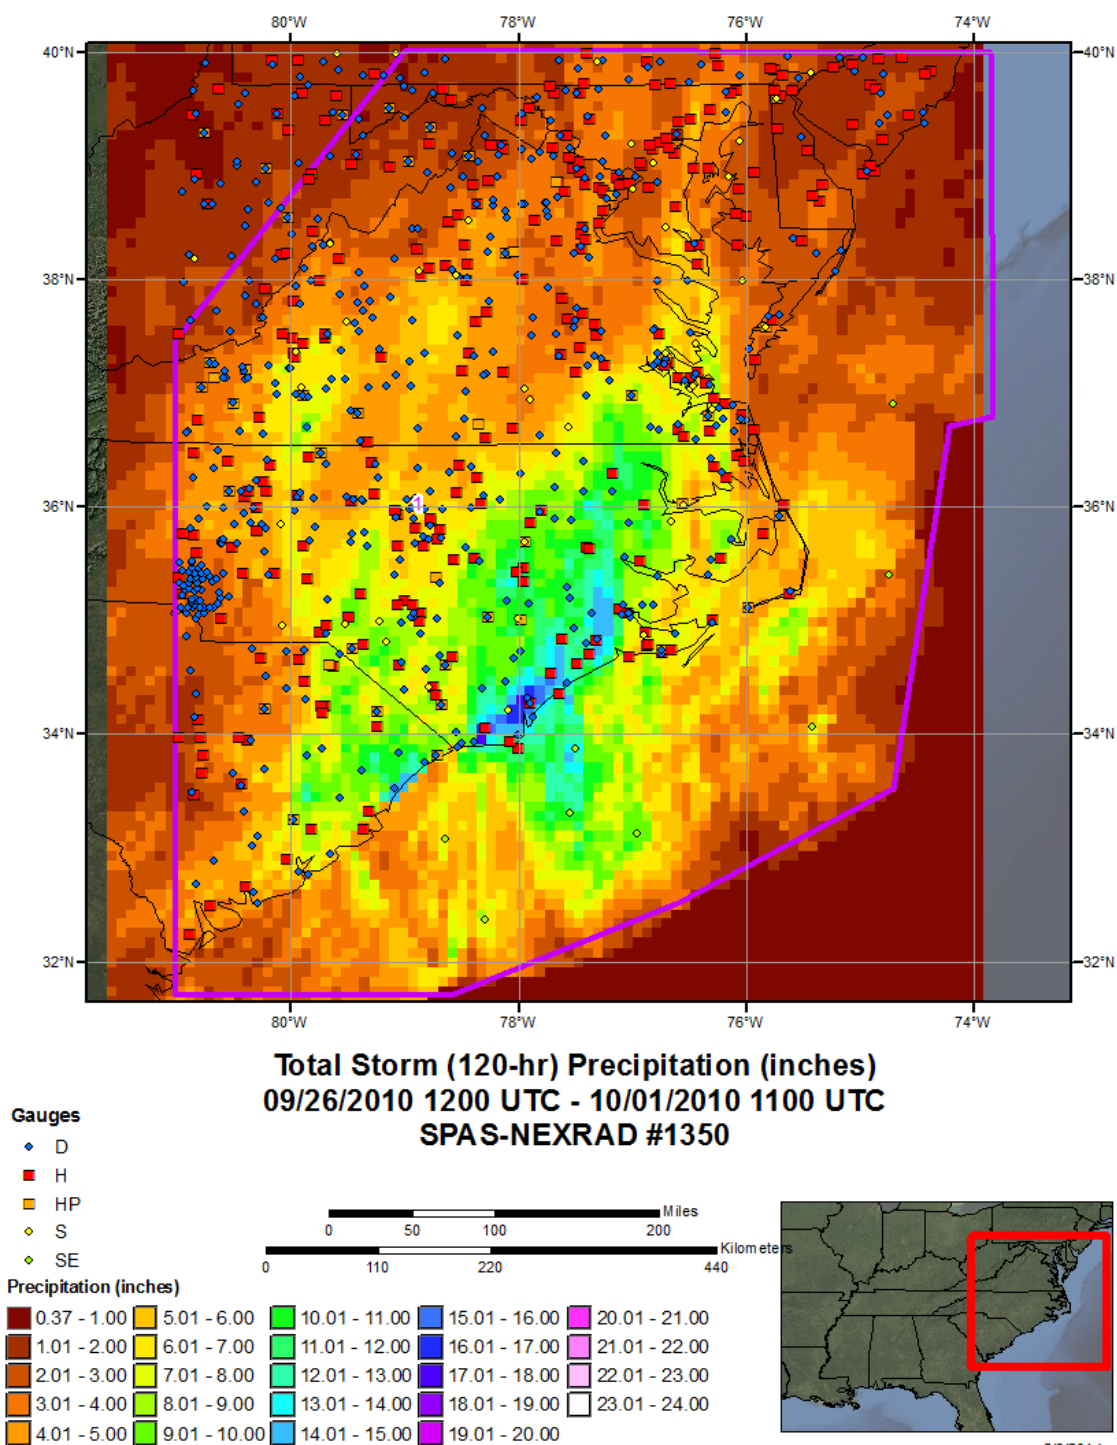 80°W 78°W 76°W 74°W
40°N 40°N
38°N 38°N
1
36°N 36°N
34°N 34°N
32°N 32°N
80°W 78°W 76°W 74°W
Total Storm (120-hr) Precipitation (inches)
09/26/2010 1200 UTC - 10/01/2010 1100 UTC
SPAS-NEXRAD #1350
Gauges
D
H
HP
S
SE
Miles
0 50 100 200
Kilometers
0 110 220 440
Precipitation (inches)
0.37 - 1.00 5.01 - 6.00 10.01 - 11.00 15.01 - 16.00 20.01 - 21.00
1.01 - 2.00 6.01 - 7.00 11.01 - 12.00 16.01 - 17.00 21.01 - 22.00
2.01 - 3.00 7.01 - 8.00 12.01 - 13.00 17.01 - 18.00 22.01 - 23.00
3.01 - 4.00 8.01 - 9.00 13.01 - 14.00 18.01 - 19.00 23.01 - 24.00
4.01 - 5.00 9.01 - 10.00 14.01 - 15.00 19.01 - 20.00